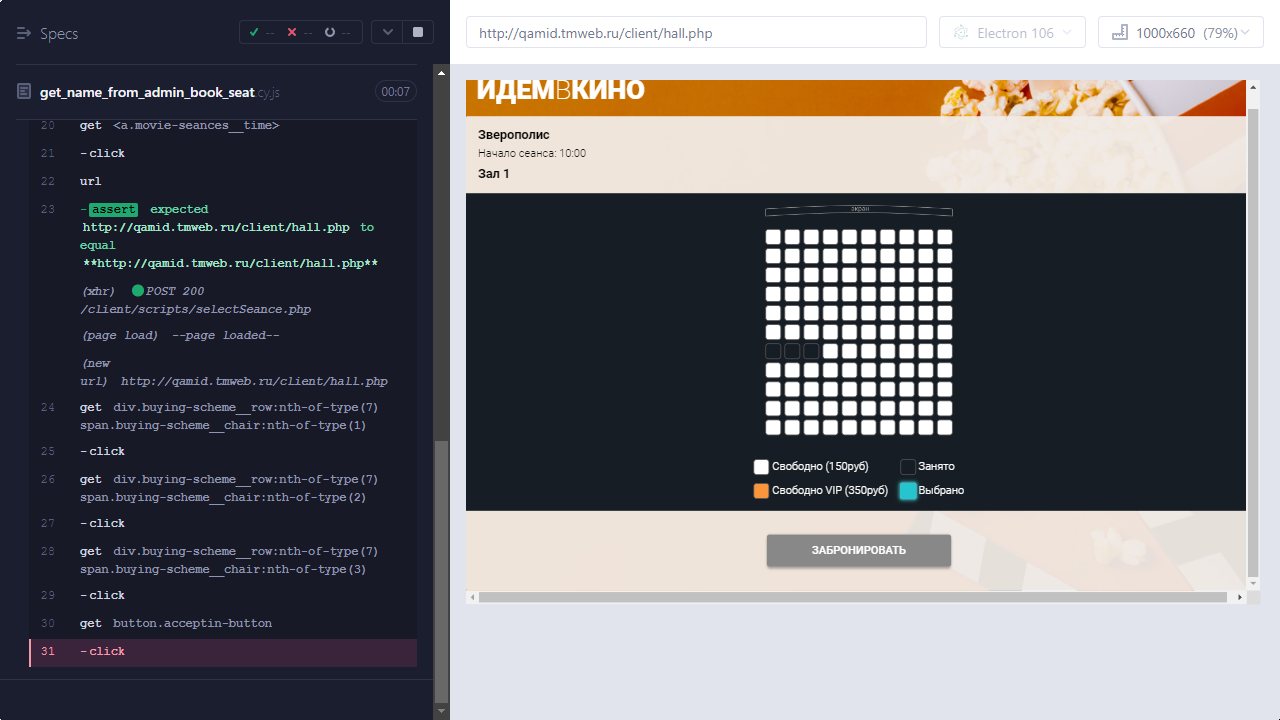 Specs
--
--
--
http://qamid.tmweb.ru/client/hall.php
Electron 106
1000x660 (79%)
get_name_from_admin_book_seat.cy.js
00:07
20 get <a.movie-seances__time>
21 -click
22 url
23 -assert expected
http://qamid.tmweb.ru/client/hall.php to
equal
**http://qamid.tmweb.ru/client/hall.php**
(xhr) POST 200
/client/scripts/selectSeance.php
(page load) --page loaded--
(new
url) http://qamid.tmweb.ru/client/hall.php
24 get div.buying-scheme__row:nth-of-type(7)
span.buying-scheme__chair:nth-of-type(1)
25 -click
26 get div.buying-scheme__row:nth-of-type(7)
span.buying-scheme__chair:nth-of-type(2)
27 -click
28 get div.buying-scheme__row:nth-of-type(7)
span.buying-scheme__chair:nth-of-type(3)
29 -click
30 get button.acceptin-button
31 -click
ИДЕМВКИНО
Зверополис
Начало сеанса: 10:00
Зал 1
экран
Свободно (150руб)
Занято
Свободно VIP (350руб)
Выбрано
ЗАБРОНИРОВАТЬ